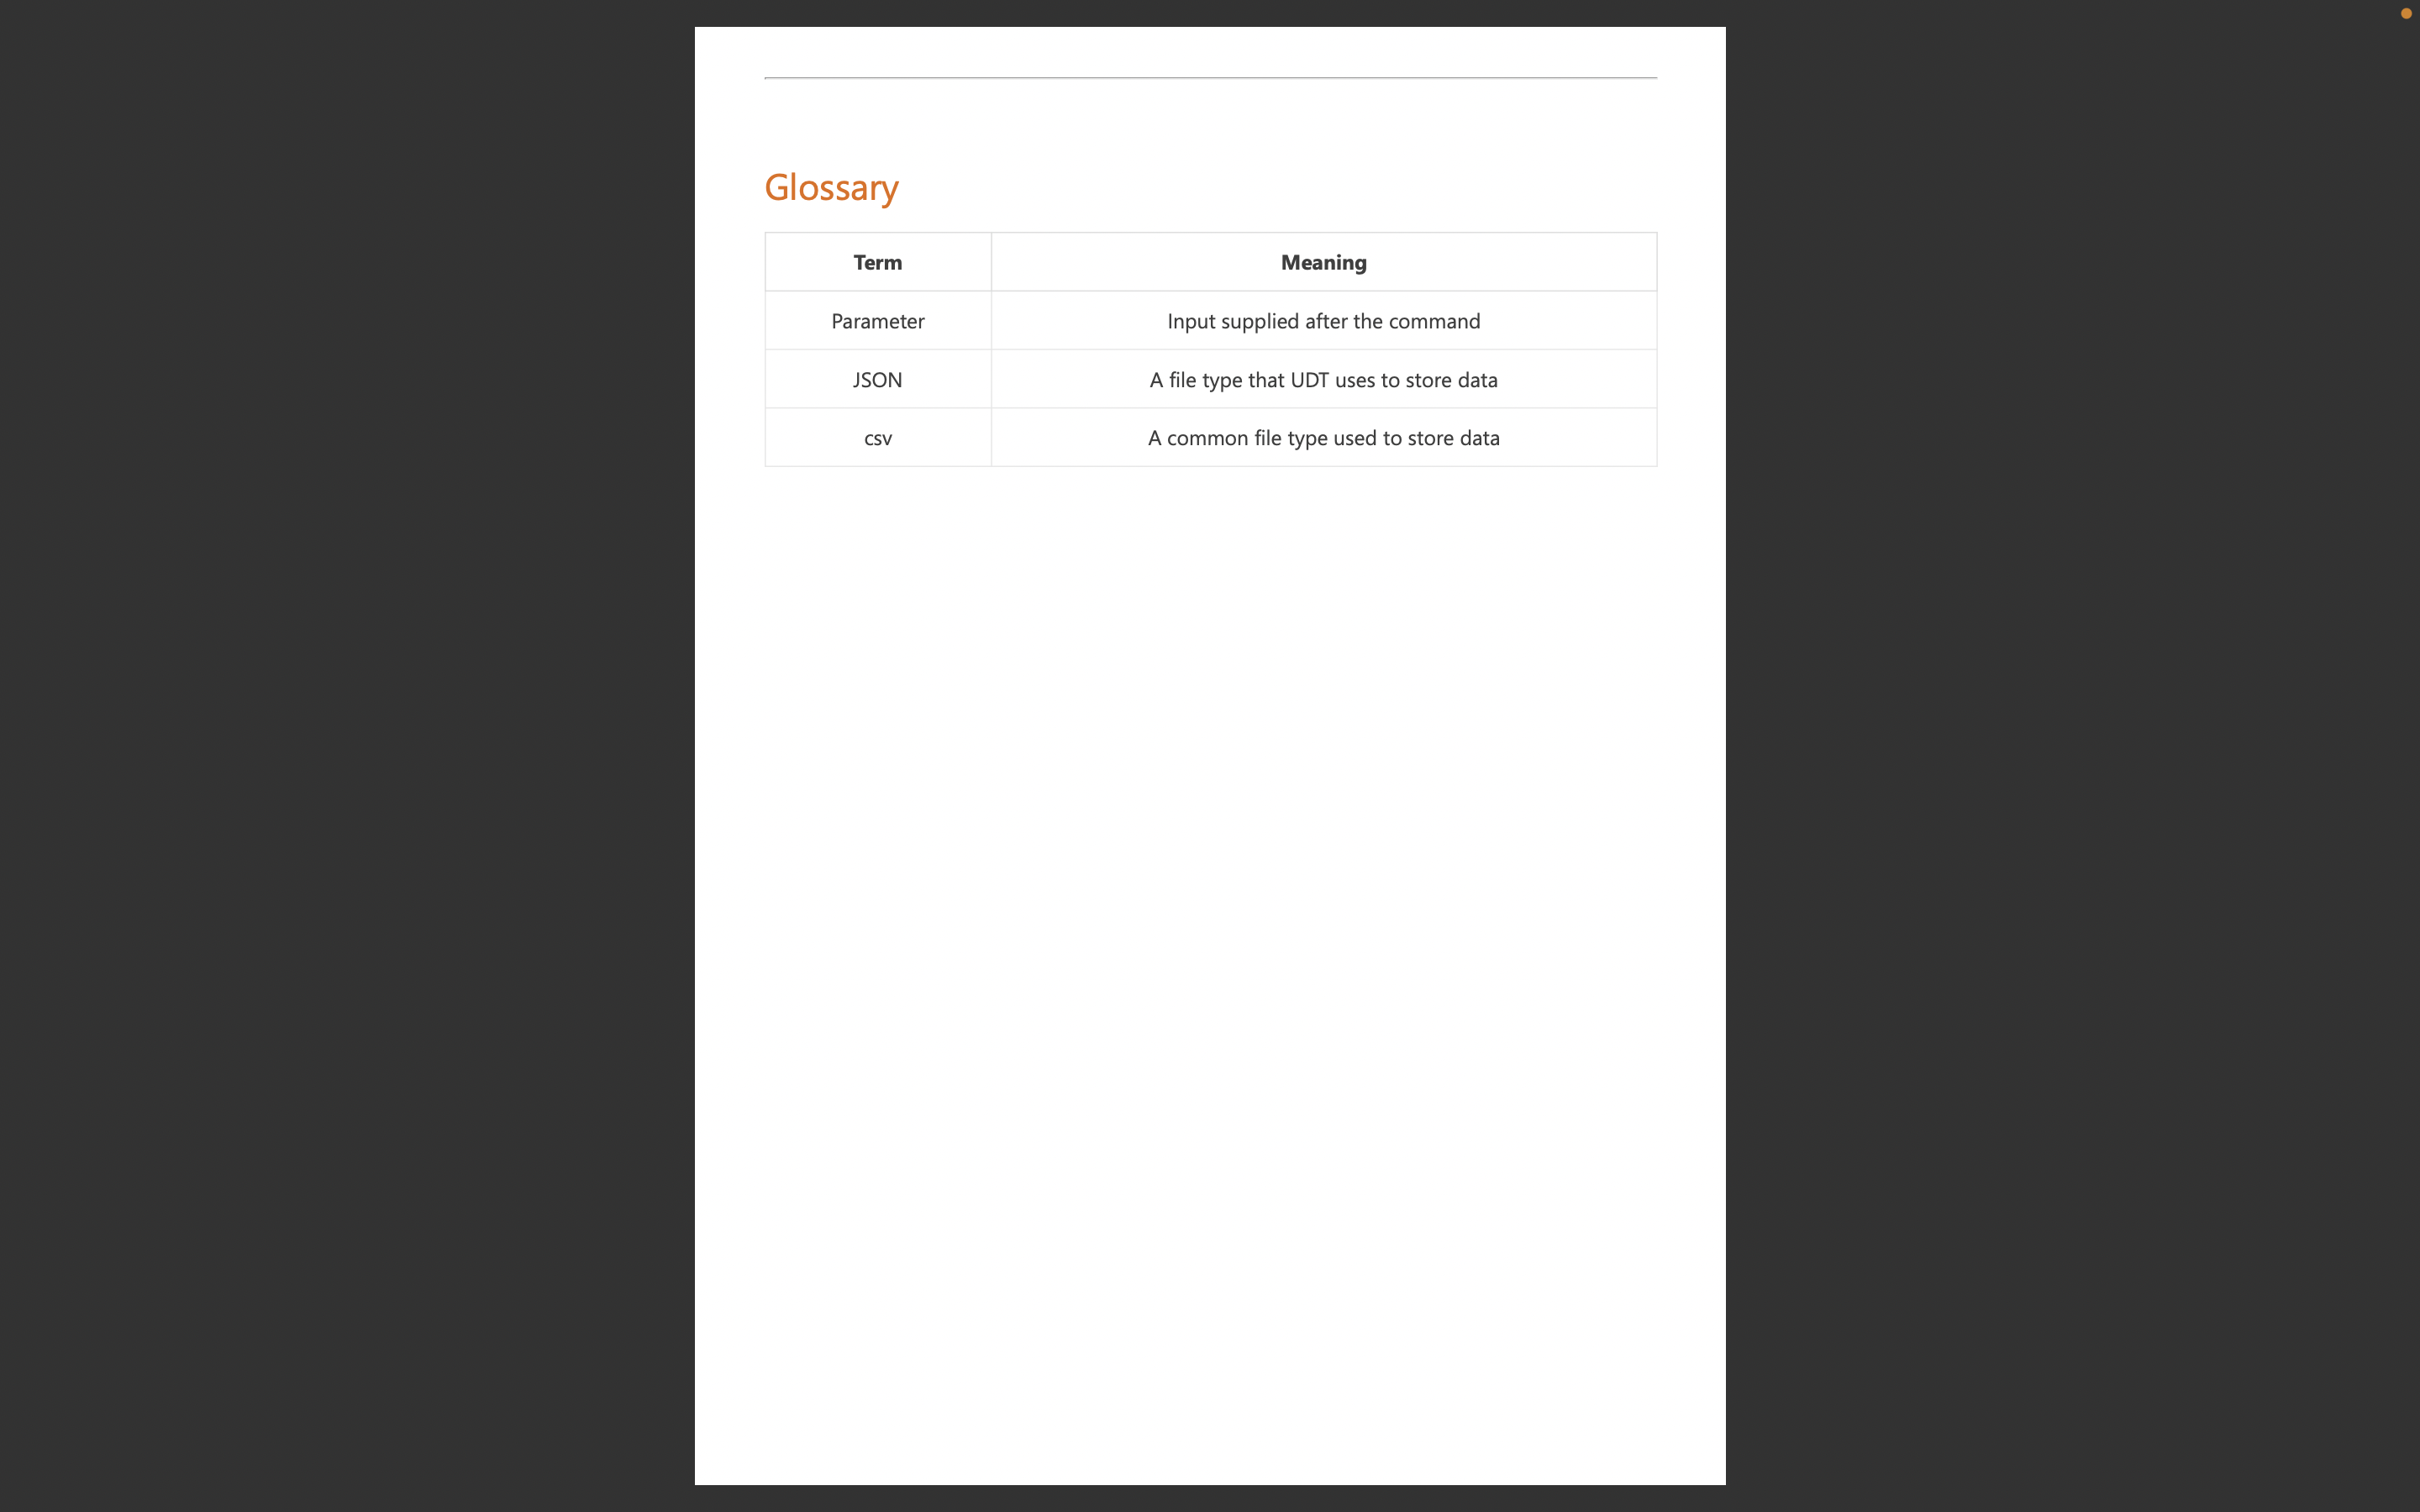 Glossary
Term Meaning
Parameter Input supplied after the command
JSON A file type that UDT uses to store data
csv A common file type used to store data